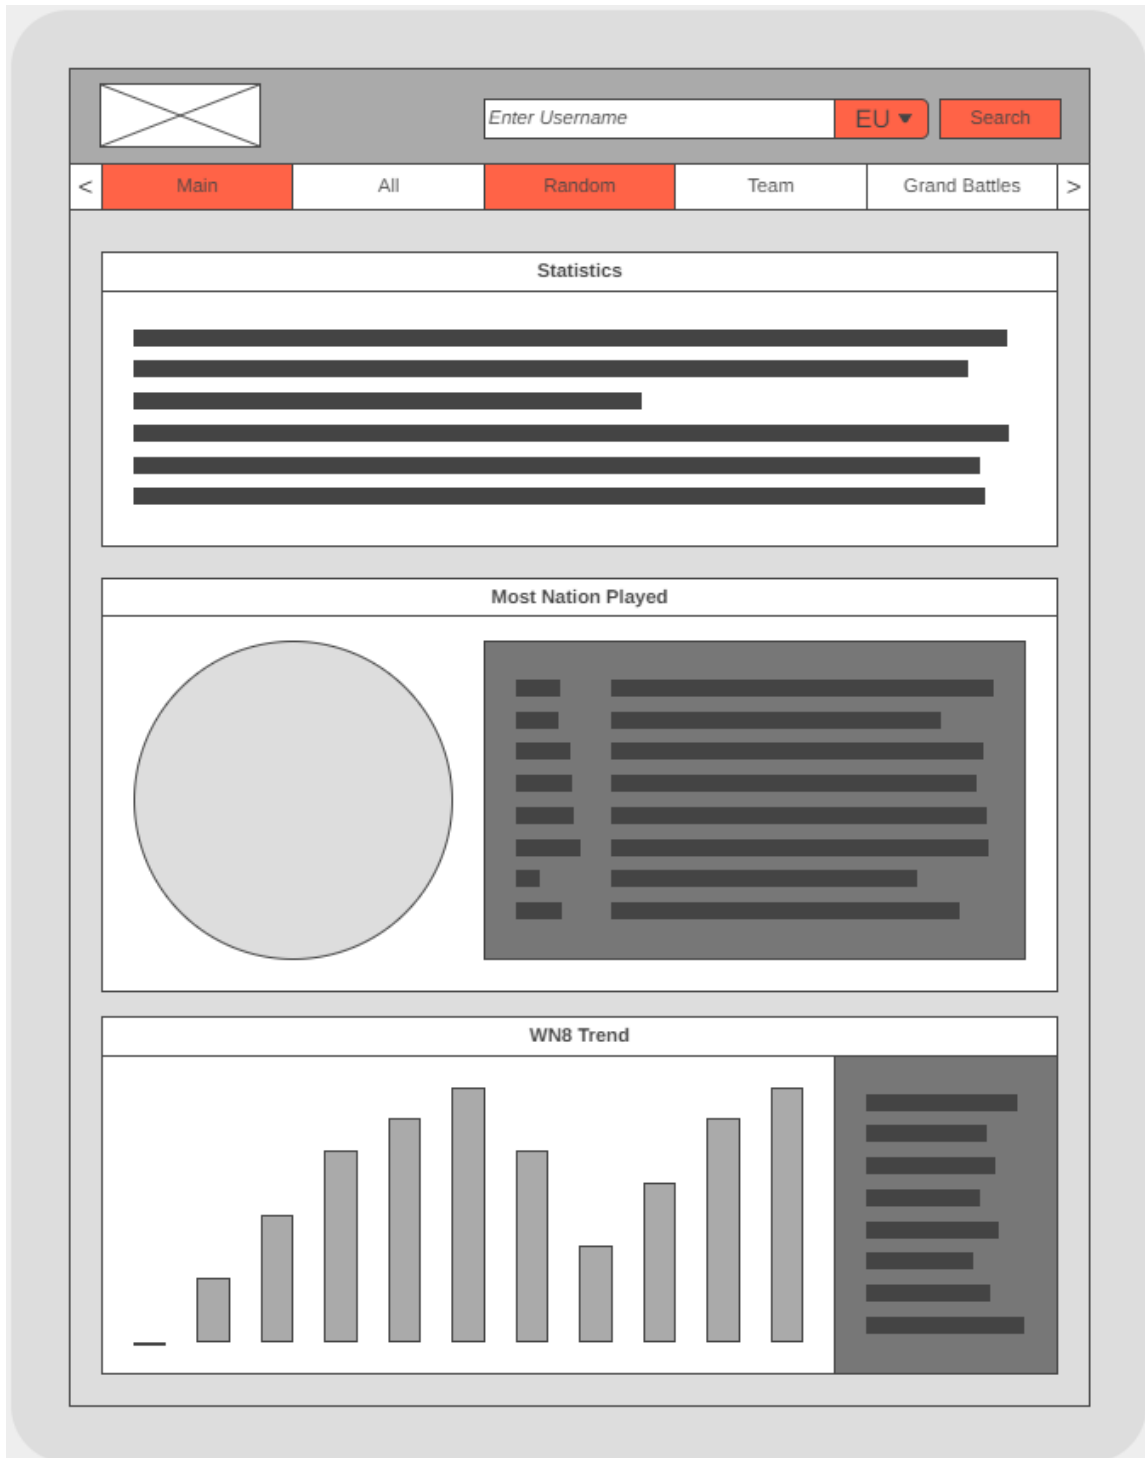 Enter Username
EU
Search
<
Main
All
Random
Team
Grand Battles
>
Statistics
Most Nation Played
WN8 Trend